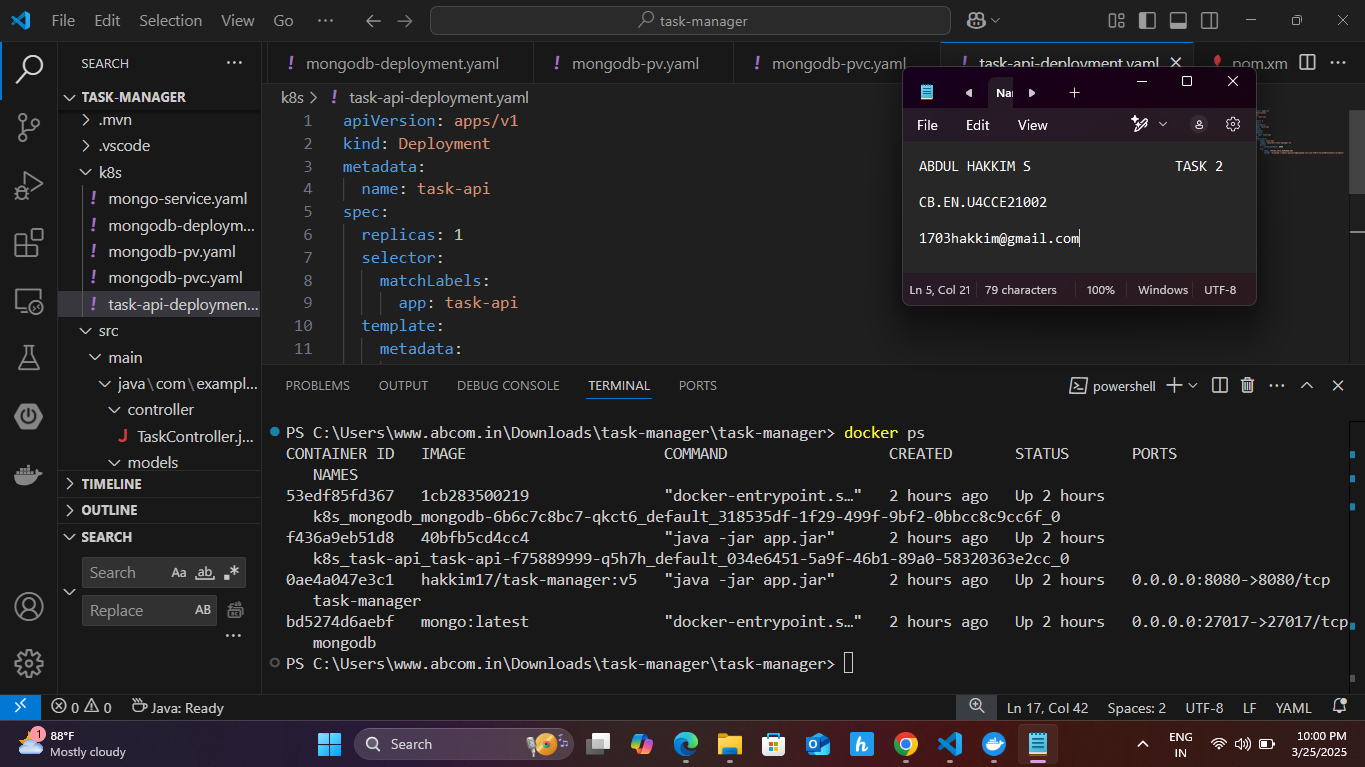 File Edit Selection View Go ··· task-manager
SEARCH ···
TASK-MANAGER
.mvn
.vscode
k8s
! mongo-service.yaml
! mongodb-deploym...
! mongodb-pv.yaml
! mongodb-pvc.yaml
! task-api-deploymen...
src
main
java\com\exampl...
controller
J TaskController.j...
models
TIMELINE
OUTLINE
SEARCH
Search Aa ab .*
Replace AB
···
! mongodb-deployment.yaml ! mongodb-pv.yaml ! mongodb-pvc.yaml ! task-api-deployment.yaml pom.xm ···
k8s > ! task-api-deployment.yaml
1 apiVersion: apps/v1
2 kind: Deployment
3 metadata:
4 name: task-api
5 spec:
6 replicas: 1
7 selector:
8 matchLabels:
9 app: task-api
10 template:
11 metadata:
File Edit View
ABDUL HAKKIM S TASK 2
CB.EN.U4CCE21002
1703hakkim@gmail.com
Ln 5, Col 21 79 characters 100% Windows UTF-8
PROBLEMS OUTPUT DEBUG CONSOLE TERMINAL PORTS powershell ···
PS C:\Users\www.abcom.in\Downloads\task-manager\task-manager> docker ps
CONTAINER ID IMAGE COMMAND CREATED STATUS PORTS
NAMES
53edf85fd367 1cb283500219 "docker-entrypoint.s…" 2 hours ago Up 2 hours
k8s_mongodb_mongodb-6b6c7c8bc7-qkct6_default_318535df-1f29-499f-9bf2-0bbcc8c9cc6f_0
f436a9eb51d8 40bfb5cd4cc4 "java -jar app.jar" 2 hours ago Up 2 hours
k8s_task-api_task-api-f75889999-q5h7h_default_034e6451-5a9f-46b1-89a0-58320363e2cc_0
0ae4a047e3c1 hakkim17/task-manager:v5 "java -jar app.jar" 2 hours ago Up 2 hours 0.0.0.0:8080->8080/tcp
task-manager
bd5274d6aebf mongo:latest "docker-entrypoint.s…" 2 hours ago Up 2 hours 0.0.0.0:27017->27017/tcp
mongodb
PS C:\Users\www.abcom.in\Downloads\task-manager\task-manager>
0 0 Java: Ready Ln 17, Col 42 Spaces: 2 UTF-8 LF YAML
1 88°F
Mostly cloudy
Search
ENG
IN
10:00 PM
3/25/2025